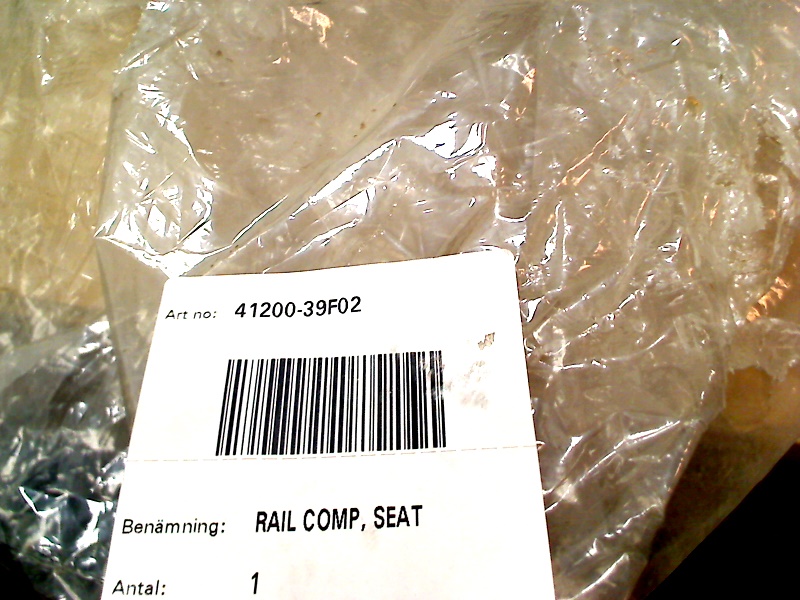 Art no: 41200-39F02
Benämning: RAIL COMP, SEAT
Antal: 1